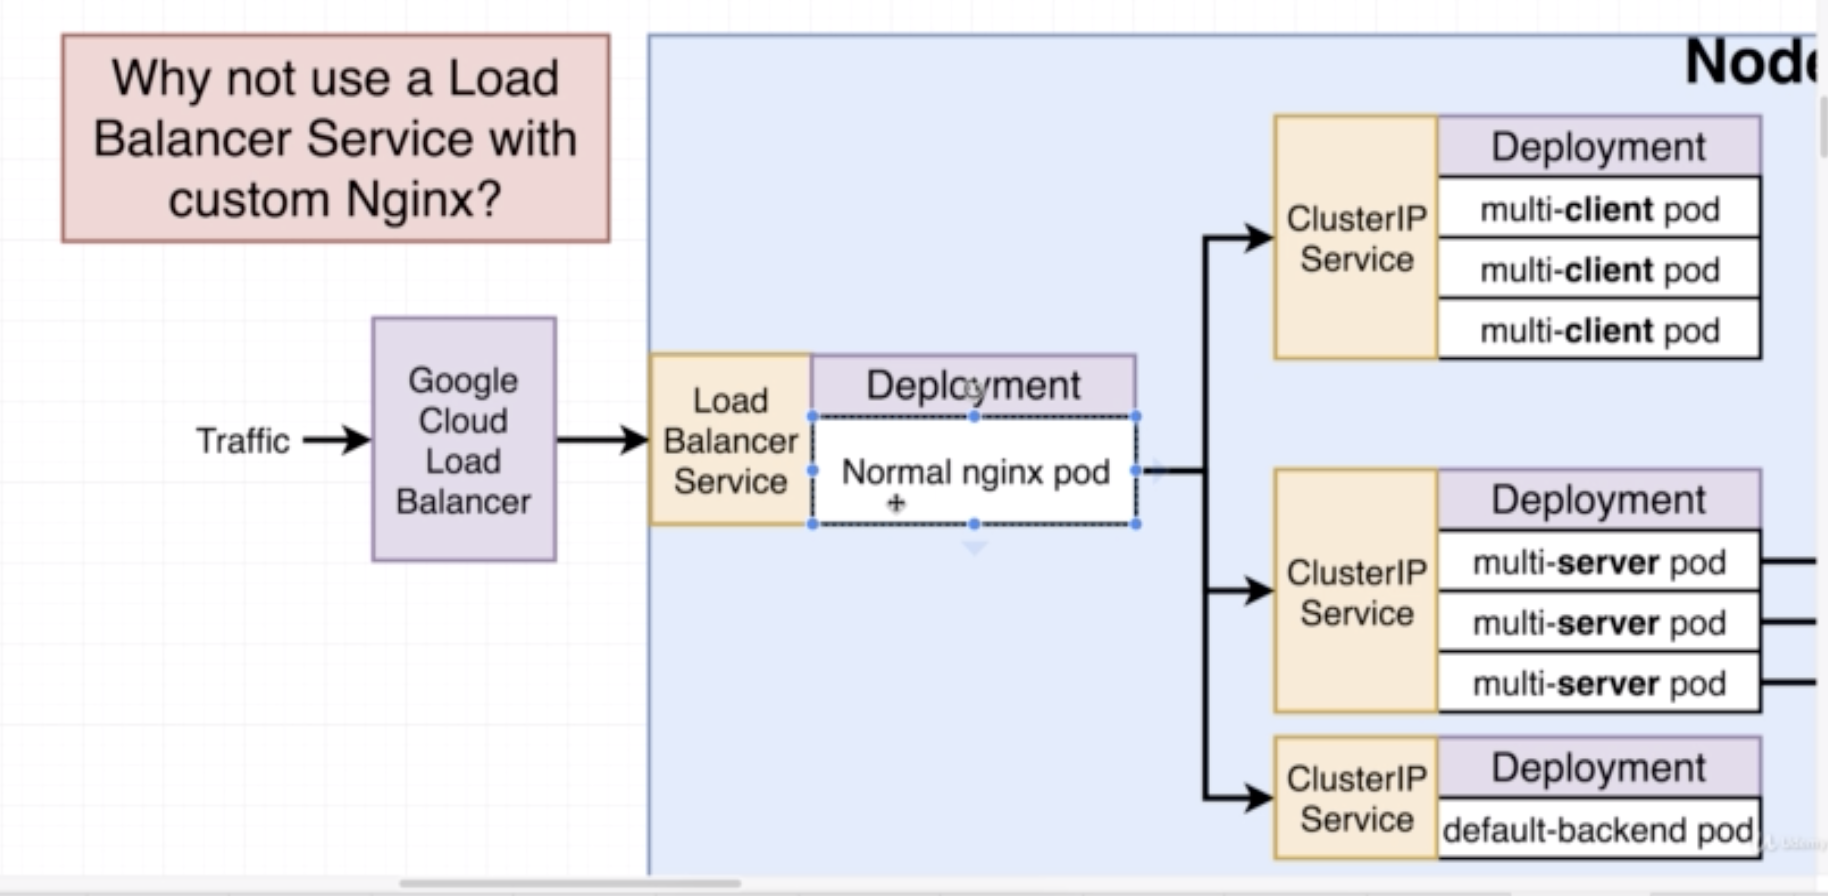 Why not use a Load
Balancer Service with
custom Nginx?
Node
Traffic
Google
Cloud
Load
Balancer
Load
Balancer
Service
Deployment
Normal nginx pod
ClusterIP
Service
Deployment
multi-client pod
multi-client pod
multi-client pod
ClusterIP
Service
Deployment
multi-server pod
multi-server pod
multi-server pod
ClusterIP
Service
Deployment
default-backend pod
Udemy